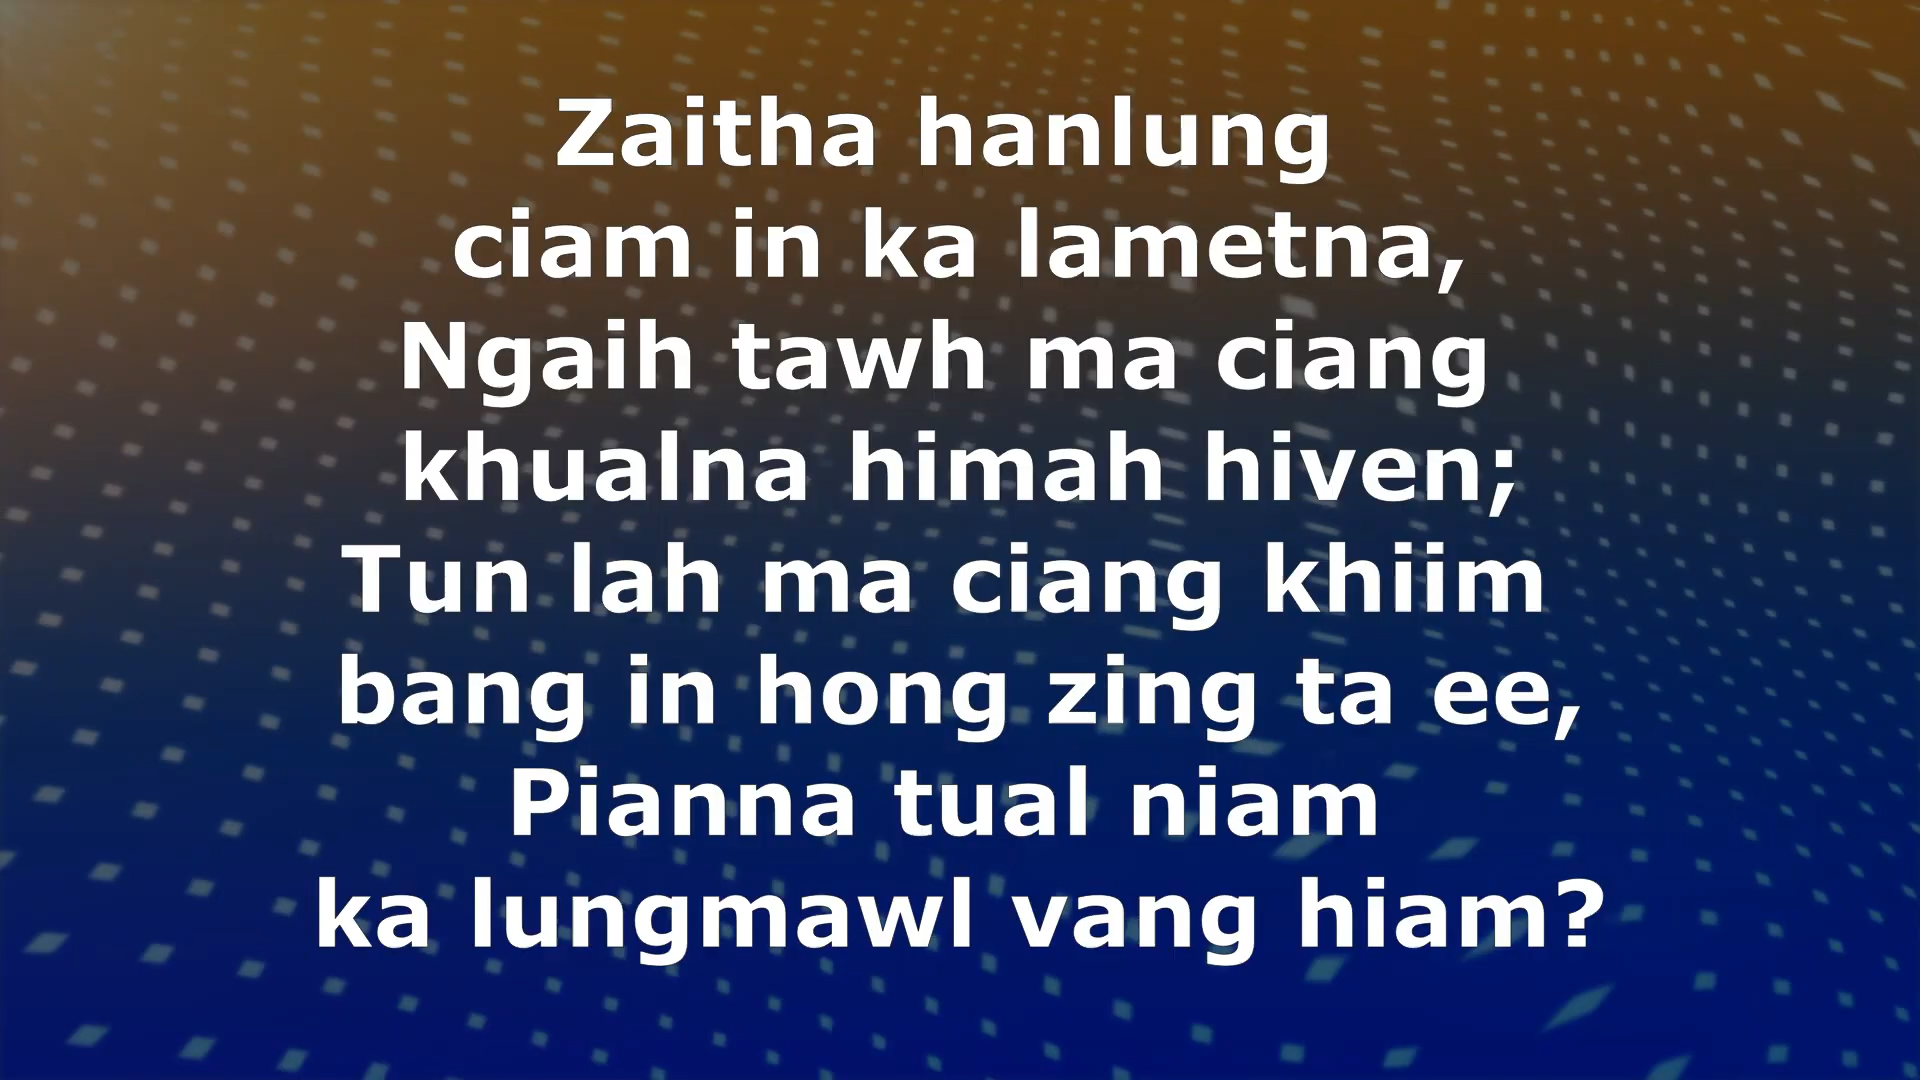 Zaitha hanlung
ciam in ka lametna,
Ngaih tawh ma ciang
khualna himah hiven;
Tun lah ma ciang khiim
bang in hong zing ta ee,
Pianna tual niam
ka lungmawl vang hiam?